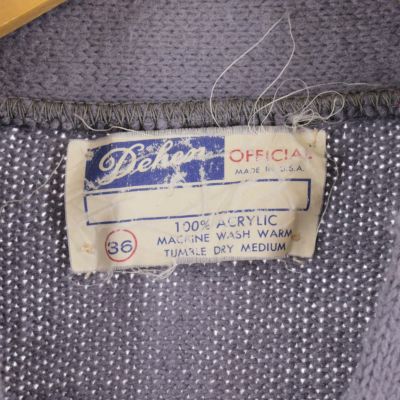 Dehen OFFICIAL
MADE IN U.S.A.
100% ACRYLIC
36 MACHINE WASH WARM
TUMBLE DRY MEDIUM